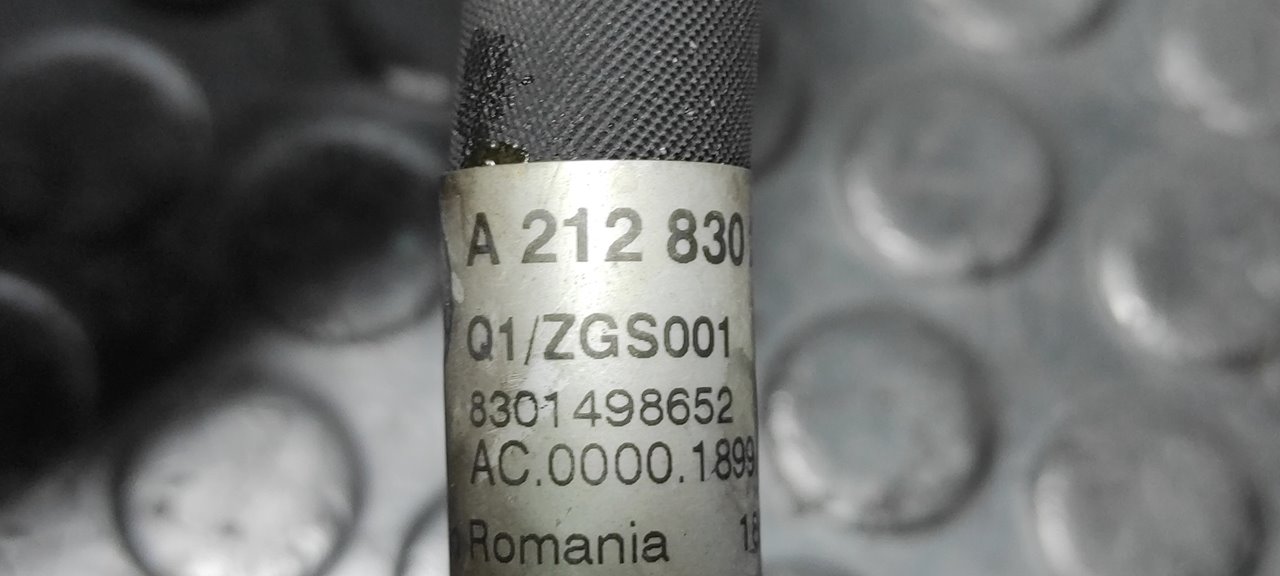 A 212 830
Q1/ZGS001
8301498652
AC.0000.1899
Romania